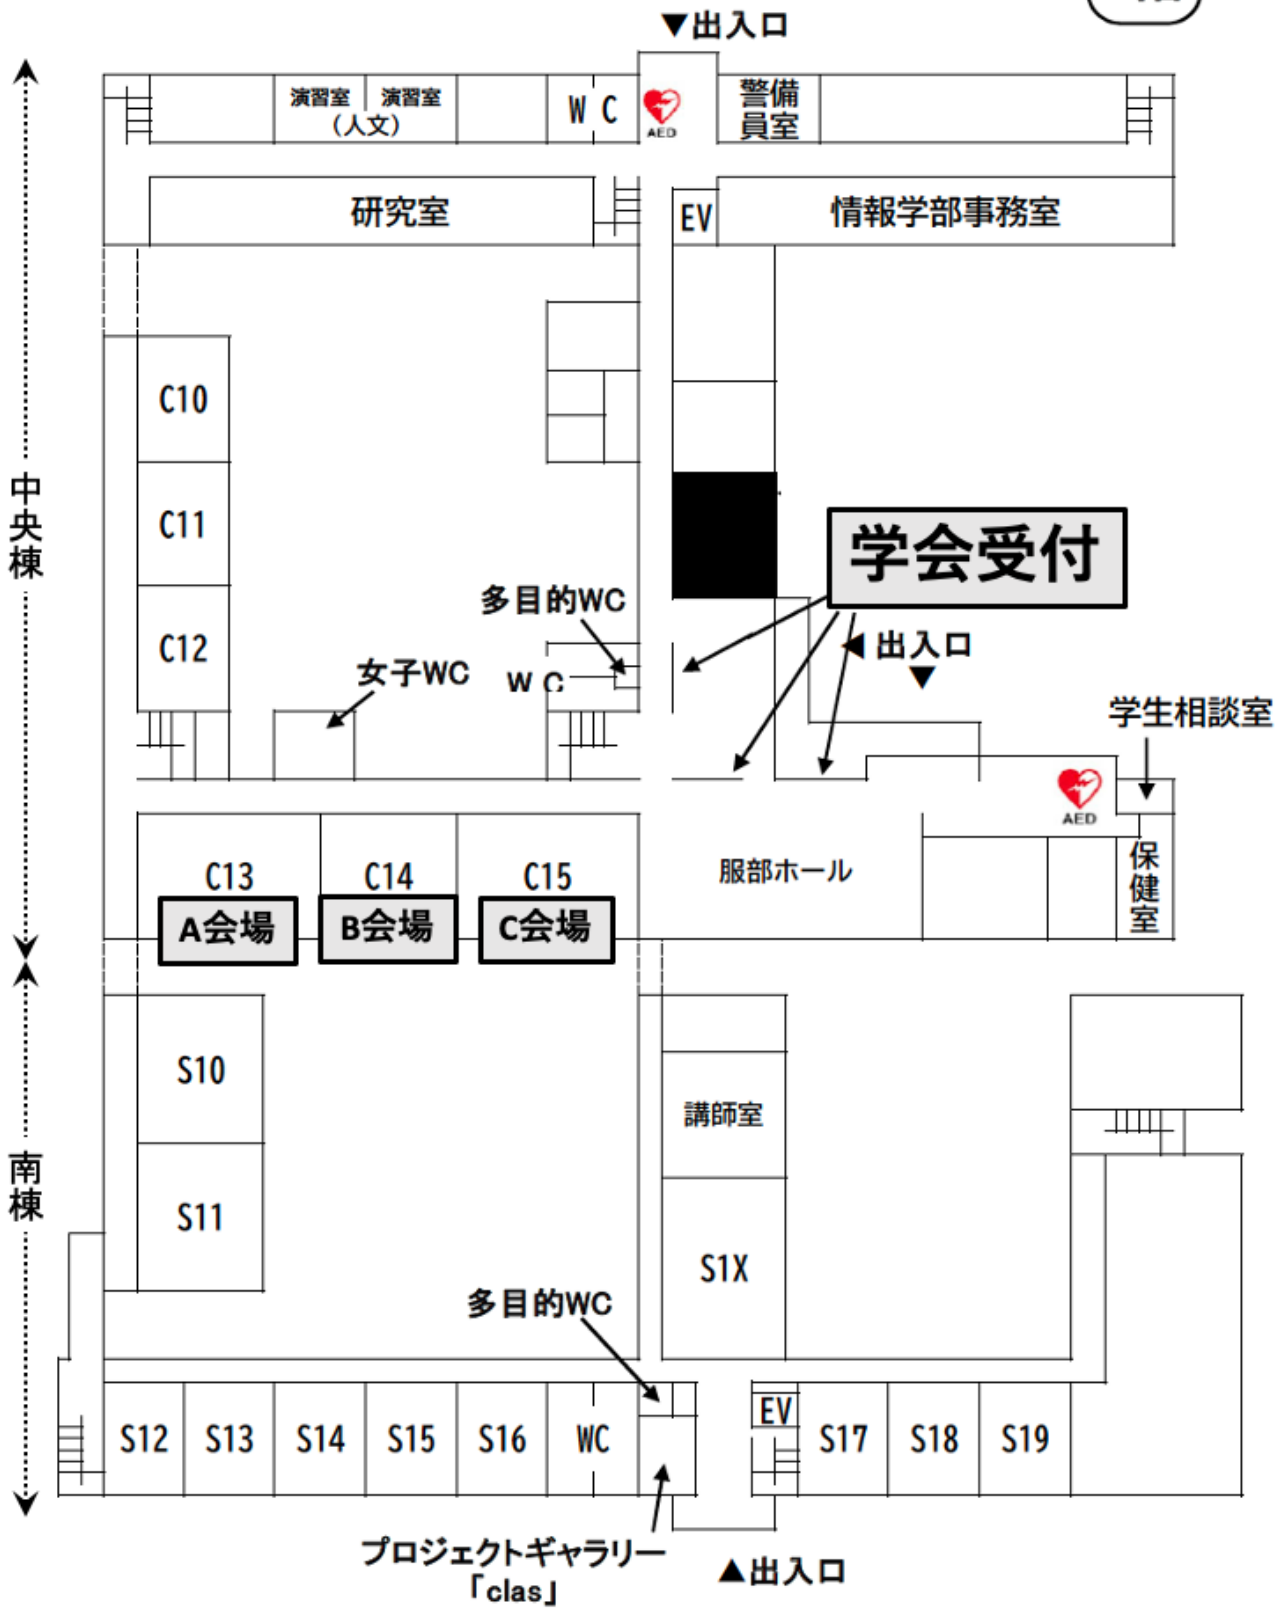 ▼出入口
演習室
演習室
(人文)
W C
AED
警備
員室
研究室
EV
情報学部事務室
C10
中央棟
C11
学会受付
多目的WC
C12
女子WC
W C
◀ 出入口
▼
学生相談室
AED
C13
C14
C15
服部ホール
保健室
A会場
B会場
C会場
S10
講師室
南棟
S11
S1X
多目的WC
S12
S13
S14
S15
S16
WC
EV
S17
S18
S19
プロジェクトギャラリー
「clas」
▲出入口